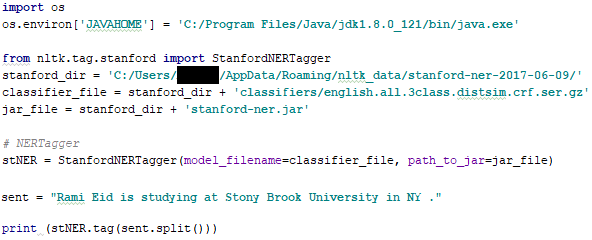 import os
os.environ['JAVAHOME'] = 'C:/Program Files/Java/jdk1.8.0_121/bin/java.exe'
from nltk.tag.stanford import StanfordNERTagger
stanford_dir = 'C:/Users//AppData/Roaming/nltk_data/stanford-ner-2017-06-09/'
classifier_file = stanford_dir + 'classifiers/english.all.3class.distsim.crf.ser.gz'
jar_file = stanford_dir + 'stanford-ner.jar'
# NERTagger
stNER = StanfordNERTagger(model_filename=classifier_file, path_to_jar=jar_file)
sent = "Rami Eid is studying at Stony Brook University in NY ."
print (stNER.tag(sent.split()))